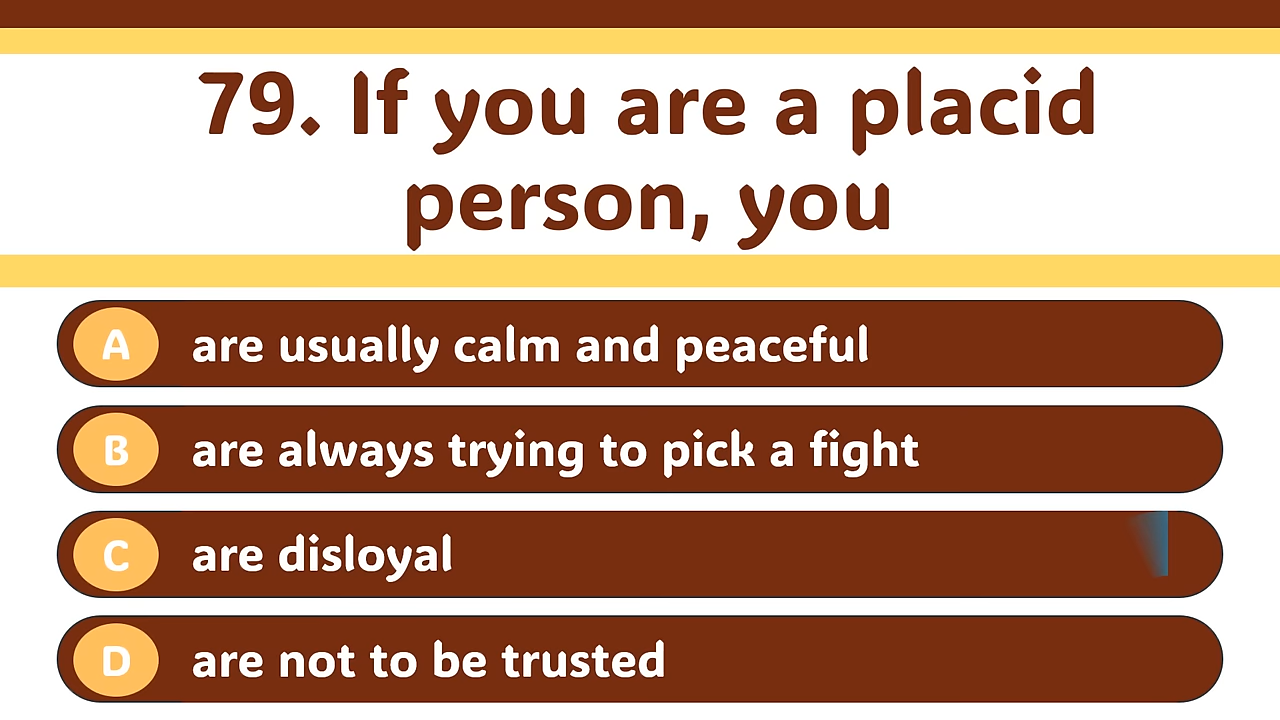 79. If you are a placid
person, you
A are usually calm and peaceful
B are always trying to pick a fight
C are disloyal
D are not to be trusted